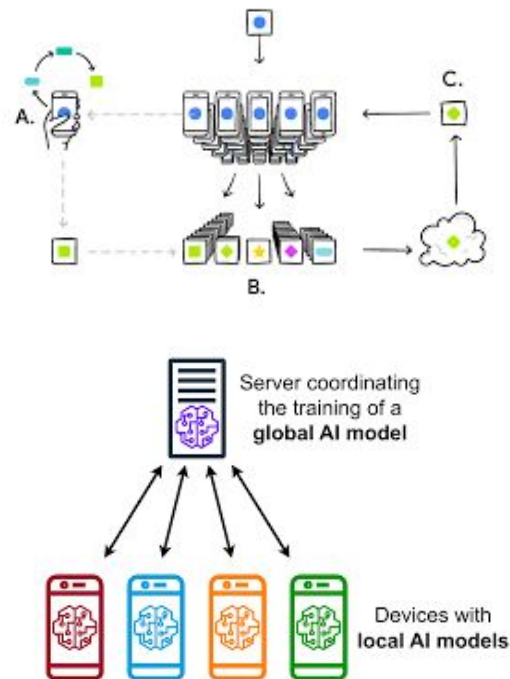 A.
C.
B.
Server coordinating
the training of a
global AI model
Devices with
local AI models